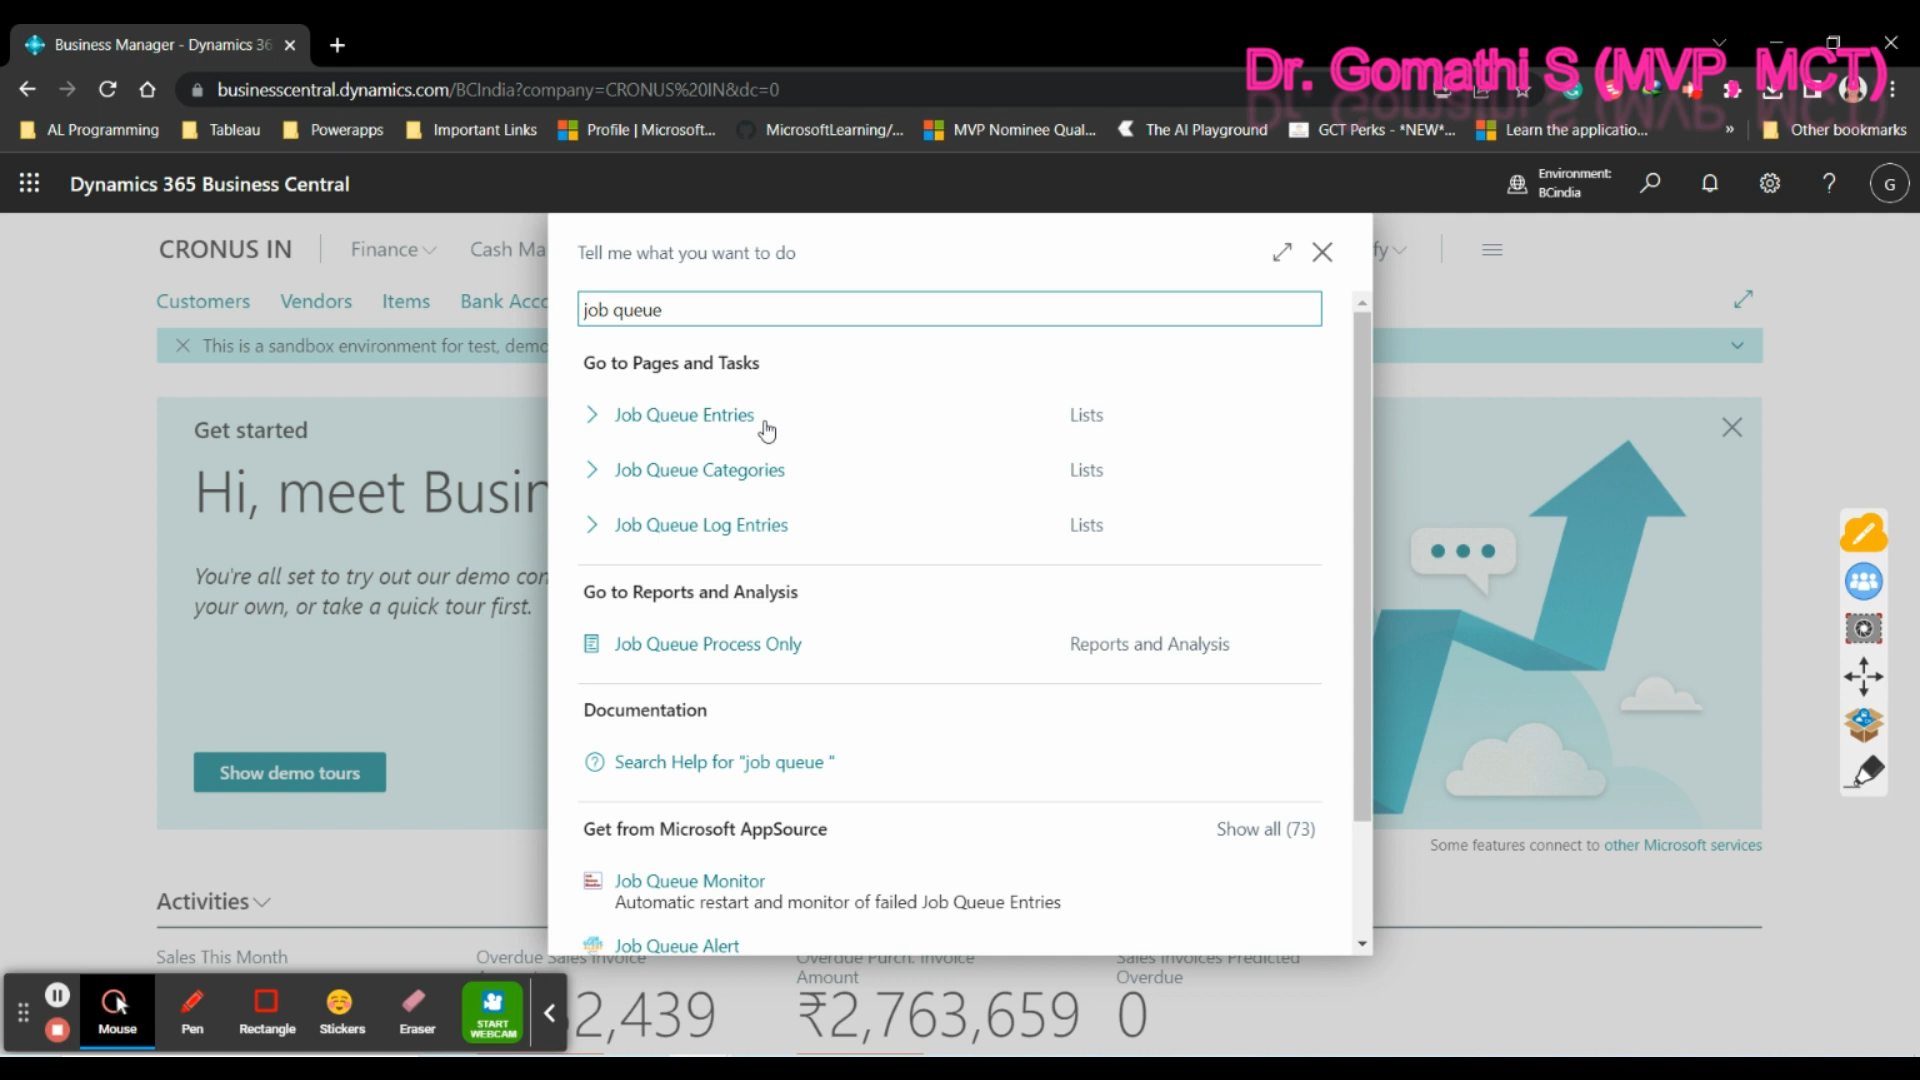 Business Manager - Dynamics 36
Dr. Gomathi S (MVP, MCT)
businesscentral.dynamics.com/BCIndia?company=CRONUS%20IN&dc=0
AL Programming
Tableau
Powerapps
Important Links
Profile | Microsoft...
MicrosoftLearning/...
MVP Nominee Qual...
The AI Playground
GCT Perks - *NEW*...
Learn the applicatio...
»
Other bookmarks
Dynamics 365 Business Central
Environment:
BCindia
?
G
CRONUS IN
Finance
Cash Ma
fy
Tell me what you want to do
Customers
Vendors
Items
Bank Acco
job queue
This is a sandbox environment for test, demo
Go to Pages and Tasks
Job Queue Entries
Lists
Job Queue Categories
Lists
Job Queue Log Entries
Lists
Go to Reports and Analysis
Job Queue Process Only
Reports and Analysis
Documentation
Search Help for "job queue "
Get from Microsoft AppSource
Show all (73)
Job Queue Monitor
Automatic restart and monitor of failed Job Queue Entries
Job Queue Alert
Get started
Hi, meet Busin
You're all set to try out our demo con
your own, or take a quick tour first.
Show demo tours
Some features connect to other Microsoft services
Activities
Sales This Month
Overdue Sales Invoice
Overdue Purch. Invoice
Amount
Sales Invoices Predicted
Overdue
2,439
₹2,763,659
0
Mouse
Pen
Rectangle
Stickers
Eraser
START
WEBCAM